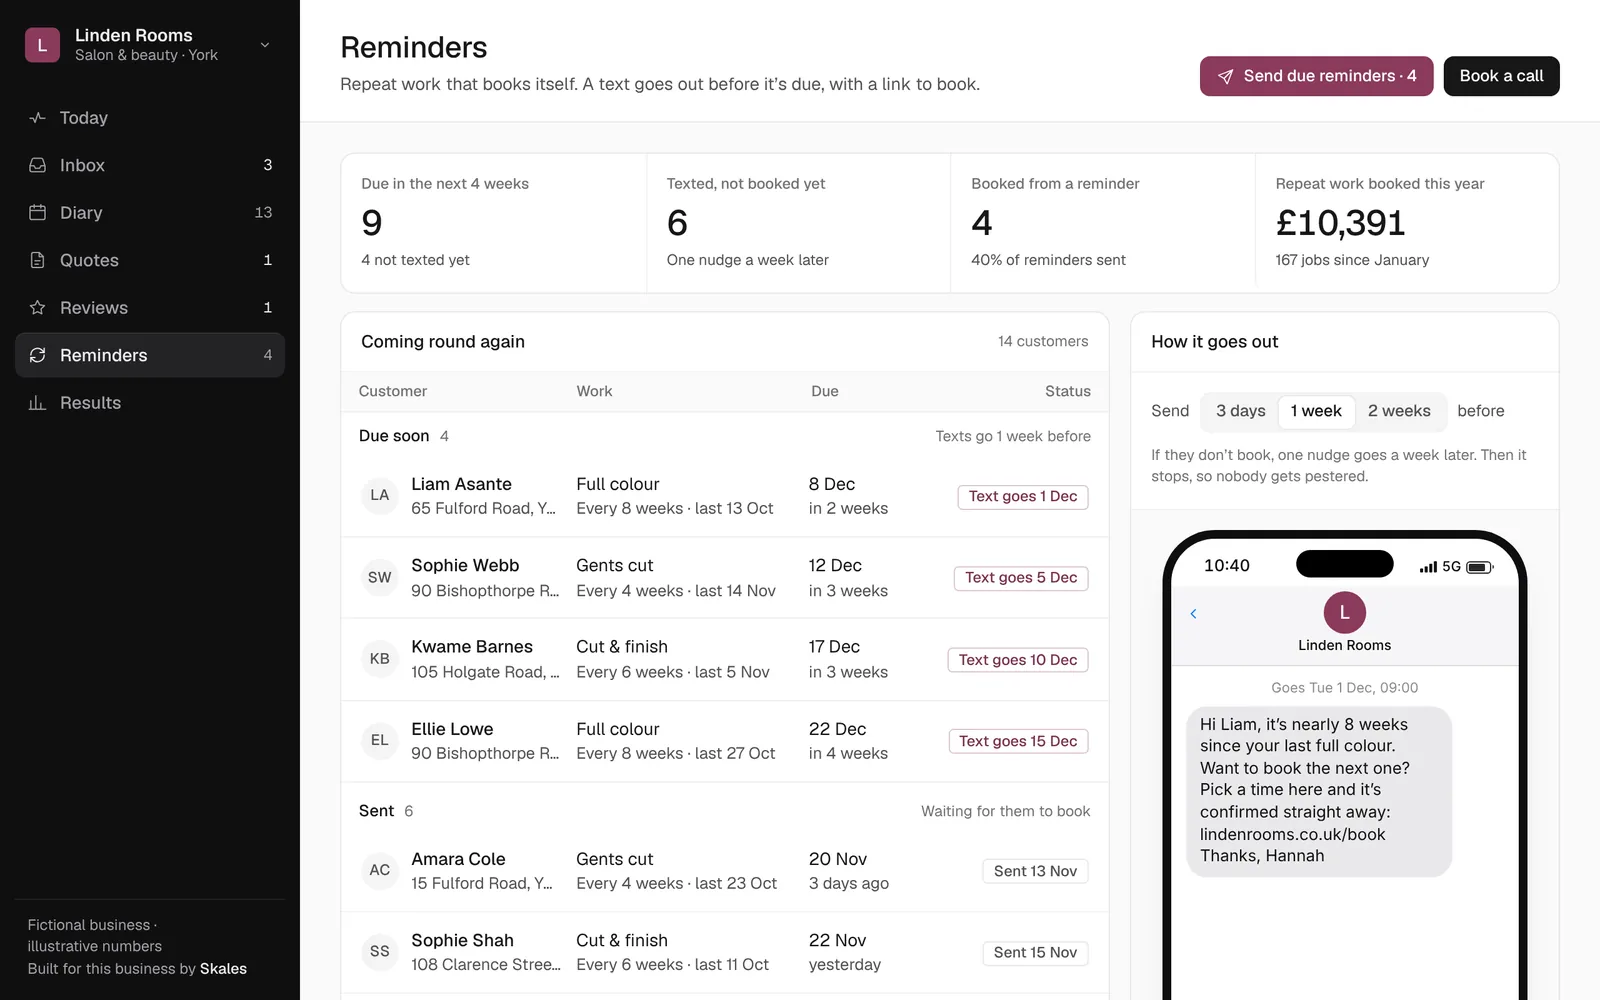 L
Linden Rooms
Salon & beauty · York
Today
Inbox 3
Diary 13
Quotes 1
Reviews 1
Reminders 4
Results
Fictional business ·
illustrative numbers
Built for this business by Skales
Reminders
Repeat work that books itself. A text goes out before it’s due, with a link to book.
Send due reminders · 4
Book a call
Due in the next 4 weeks
9
4 not texted yet
Texted, not booked yet
6
One nudge a week later
Booked from a reminder
4
40% of reminders sent
Repeat work booked this year
£10,391
167 jobs since January
Coming round again 14 customers
Customer Work Due Status
Due soon 4 Texts go 1 week before
LA Liam Asante Full colour 8 Dec Text goes 1 Dec
65 Fulford Road, Y... Every 8 weeks · last 13 Oct in 2 weeks
SW Sophie Webb Gents cut 12 Dec Text goes 5 Dec
90 Bishopthorpe R... Every 4 weeks · last 14 Nov in 3 weeks
KB Kwame Barnes Cut & finish 17 Dec Text goes 10 Dec
105 Holgate Road, ... Every 6 weeks · last 5 Nov in 3 weeks
EL Ellie Lowe Full colour 22 Dec Text goes 15 Dec
90 Bishopthorpe R... Every 8 weeks · last 27 Oct in 4 weeks
Sent 6 Waiting for them to book
AC Amara Cole Gents cut 20 Nov Sent 13 Nov
15 Fulford Road, Y... Every 4 weeks · last 23 Oct 3 days ago
SS Sophie Shah Cut & finish 22 Nov Sent 15 Nov
108 Clarence Stree... Every 6 weeks · last 11 Oct yesterday
How it goes out
Send 3 days 1 week 2 weeks before
If they don’t book, one nudge goes a week later. Then it
stops, so nobody gets pestered.
10:40 5G
L
Linden Rooms
Goes Tue 1 Dec, 09:00
Hi Liam, it’s nearly 8 weeks
since your last full colour.
Want to book the next one?
Pick a time here and it’s
confirmed straight away:
lindenrooms.co.uk/book
Thanks, Hannah